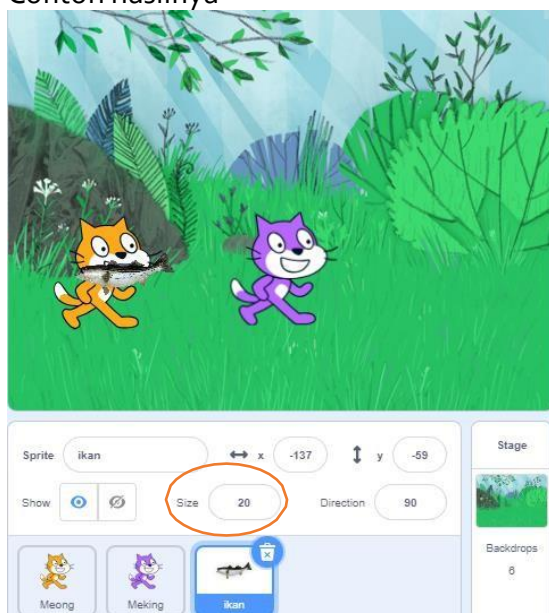 Contoh hasilnya
Sprite ikan x -137 y -59
Show Size 20 Direction 90
Stage
Backdrops
6
Meong Meking ikan